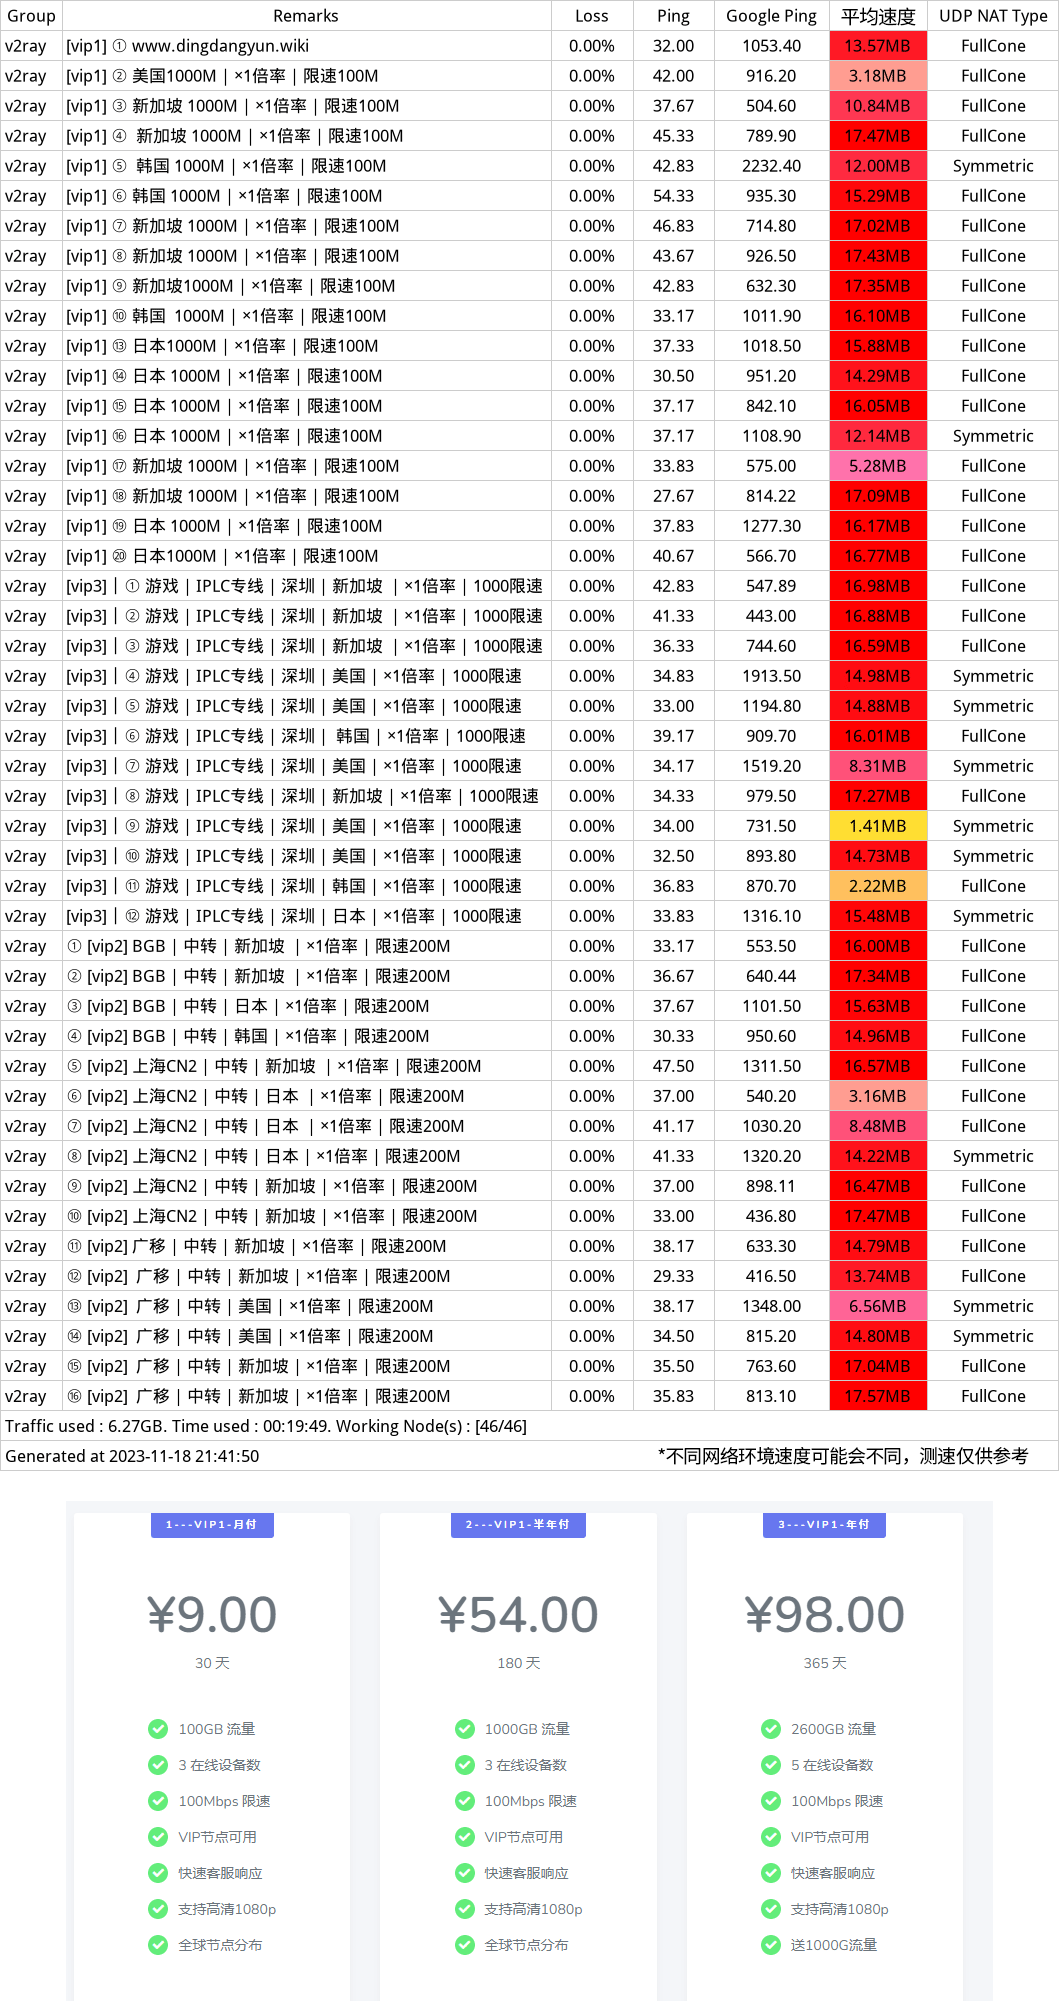 Group Remarks Loss Ping Google Ping 平均速度 UDP NAT Type
v2ray [vip1] ① www.dingdangyun.wiki 0.00% 32.00 1053.40 13.57MB FullCone
v2ray [vip1] ② 美国1000M | ×1倍率 | 限速100M 0.00% 42.00 916.20 3.18MB FullCone
v2ray [vip1] ③ 新加坡 1000M | ×1倍率 | 限速100M 0.00% 37.67 504.60 10.84MB FullCone
v2ray [vip1] ④ 新加坡 1000M | ×1倍率 | 限速100M 0.00% 45.33 789.90 17.47MB FullCone
v2ray [vip1] ⑤ 韩国 1000M | ×1倍率 | 限速100M 0.00% 42.83 2232.40 12.00MB Symmetric
v2ray [vip1] ⑥ 韩国 1000M | ×1倍率 | 限速100M 0.00% 54.33 935.30 15.29MB FullCone
v2ray [vip1] ⑦ 新加坡 1000M | ×1倍率 | 限速100M 0.00% 46.83 714.80 17.02MB FullCone
v2ray [vip1] ⑧ 新加坡 1000M | ×1倍率 | 限速100M 0.00% 43.67 926.50 17.43MB FullCone
v2ray [vip1] ⑨ 新加坡1000M | ×1倍率 | 限速100M 0.00% 42.83 632.30 17.35MB FullCone
v2ray [vip1] ⑩ 韩国 1000M | ×1倍率 | 限速100M 0.00% 33.17 1011.90 16.10MB FullCone
v2ray [vip1] ⑬ 日本1000M | ×1倍率 | 限速100M 0.00% 37.33 1018.50 15.88MB FullCone
v2ray [vip1] ⑭ 日本 1000M | ×1倍率 | 限速100M 0.00% 30.50 951.20 14.29MB FullCone
v2ray [vip1] ⑮ 日本 1000M | ×1倍率 | 限速100M 0.00% 37.17 842.10 16.05MB FullCone
v2ray [vip1] ⑯ 日本 1000M | ×1倍率 | 限速100M 0.00% 37.17 1108.90 12.14MB Symmetric
v2ray [vip1] ⑰ 新加坡 1000M | ×1倍率 | 限速100M 0.00% 33.83 575.00 5.28MB FullCone
v2ray [vip1] ⑱ 新加坡 1000M | ×1倍率 | 限速100M 0.00% 27.67 814.22 17.09MB FullCone
v2ray [vip1] ⑲ 日本 1000M | ×1倍率 | 限速100M 0.00% 37.83 1277.30 16.17MB FullCone
v2ray [vip1] ⑳ 日本1000M | ×1倍率 | 限速100M 0.00% 40.67 566.70 16.77MB FullCone
v2ray [vip3] | ① 游戏 | IPLC专线 | 深圳 | 新加坡 | ×1倍率 | 1000限速 0.00% 42.83 547.89 16.98MB FullCone
v2ray [vip3] | ② 游戏 | IPLC专线 | 深圳 | 新加坡 | ×1倍率 | 1000限速 0.00% 41.33 443.00 16.88MB FullCone
v2ray [vip3] | ③ 游戏 | IPLC专线 | 深圳 | 新加坡 | ×1倍率 | 1000限速 0.00% 36.33 744.60 16.59MB FullCone
v2ray [vip3] | ④ 游戏 | IPLC专线 | 深圳 | 美国 | ×1倍率 | 1000限速 0.00% 34.83 1913.50 14.98MB Symmetric
v2ray [vip3] | ⑤ 游戏 | IPLC专线 | 深圳 | 美国 | ×1倍率 | 1000限速 0.00% 33.00 1194.80 14.88MB Symmetric
v2ray [vip3] | ⑥ 游戏 | IPLC专线 | 深圳 | 韩国 | ×1倍率 | 1000限速 0.00% 39.17 909.70 16.01MB FullCone
v2ray [vip3] | ⑦ 游戏 | IPLC专线 | 深圳 | 美国 | ×1倍率 | 1000限速 0.00% 34.17 1519.20 8.31MB Symmetric
v2ray [vip3] | ⑧ 游戏 | IPLC专线 | 深圳 | 新加坡 | ×1倍率 | 1000限速 0.00% 34.33 979.50 17.27MB FullCone
v2ray [vip3] | ⑨ 游戏 | IPLC专线 | 深圳 | 美国 | ×1倍率 | 1000限速 0.00% 34.00 731.50 1.41MB Symmetric
v2ray [vip3] | ⑩ 游戏 | IPLC专线 | 深圳 | 美国 | ×1倍率 | 1000限速 0.00% 32.50 893.80 14.73MB Symmetric
v2ray [vip3] | ⑪ 游戏 | IPLC专线 | 深圳 | 韩国 | ×1倍率 | 1000限速 0.00% 36.83 870.70 2.22MB FullCone
v2ray [vip3] | ⑫ 游戏 | IPLC专线 | 深圳 | 日本 | ×1倍率 | 1000限速 0.00% 33.83 1316.10 15.48MB Symmetric
v2ray ① [vip2] BGB | 中转 | 新加坡 | ×1倍率 | 限速200M 0.00% 33.17 553.50 16.00MB FullCone
v2ray ② [vip2] BGB | 中转 | 新加坡 | ×1倍率 | 限速200M 0.00% 36.67 640.44 17.34MB FullCone
v2ray ③ [vip2] BGB | 中转 | 日本 | ×1倍率 | 限速200M 0.00% 37.67 1101.50 15.63MB FullCone
v2ray ④ [vip2] BGB | 中转 | 韩国 | ×1倍率 | 限速200M 0.00% 30.33 950.60 14.96MB FullCone
v2ray ⑤ [vip2] 上海CN2 | 中转 | 新加坡 | ×1倍率 | 限速200M 0.00% 47.50 1311.50 16.57MB FullCone
v2ray ⑥ [vip2] 上海CN2 | 中转 | 日本 | ×1倍率 | 限速200M 0.00% 37.00 540.20 3.16MB FullCone
v2ray ⑦ [vip2] 上海CN2 | 中转 | 日本 | ×1倍率 | 限速200M 0.00% 41.17 1030.20 8.48MB FullCone
v2ray ⑧ [vip2] 上海CN2 | 中转 | 日本 | ×1倍率 | 限速200M 0.00% 41.33 1320.20 14.22MB Symmetric
v2ray ⑨ [vip2] 上海CN2 | 中转 | 新加坡 | ×1倍率 | 限速200M 0.00% 37.00 898.11 16.47MB FullCone
v2ray ⑩ [vip2] 上海CN2 | 中转 | 新加坡 | ×1倍率 | 限速200M 0.00% 33.00 436.80 17.47MB FullCone
v2ray ⑪ [vip2] 广移 | 中转 | 新加坡 | ×1倍率 | 限速200M 0.00% 38.17 633.30 14.79MB FullCone
v2ray ⑫ [vip2] 广移 | 中转 | 新加坡 | ×1倍率 | 限速200M 0.00% 29.33 416.50 13.74MB FullCone
v2ray ⑬ [vip2] 广移 | 中转 | 美国 | ×1倍率 | 限速200M 0.00% 38.17 1348.00 6.56MB Symmetric
v2ray ⑭ [vip2] 广移 | 中转 | 美国 | ×1倍率 | 限速200M 0.00% 34.50 815.20 14.80MB Symmetric
v2ray ⑮ [vip2] 广移 | 中转 | 新加坡 | ×1倍率 | 限速200M 0.00% 35.50 763.60 17.04MB FullCone
v2ray ⑯ [vip2] 广移 | 中转 | 新加坡 | ×1倍率 | 限速200M 0.00% 35.83 813.10 17.57MB FullCone
Traffic used : 6.27GB. Time used : 00:19:49. Working Node(s) : [46/46]
Generated at 2023-11-18 21:41:50 *不同网络环境速度可能会不同，测速仅供参考
1---VIP1-月付
¥9.00
30 天
100GB 流量
3 在线设备数
100Mbps 限速
VIP节点可用
快速客服响应
支持高清1080p
全球节点分布
2---VIP1-半年付
¥54.00
180 天
1000GB 流量
3 在线设备数
100Mbps 限速
VIP节点可用
快速客服响应
支持高清1080p
全球节点分布
3---VIP1-年付
¥98.00
365 天
2600GB 流量
5 在线设备数
100Mbps 限速
VIP节点可用
快速客服响应
支持高清1080p
送1000G流量